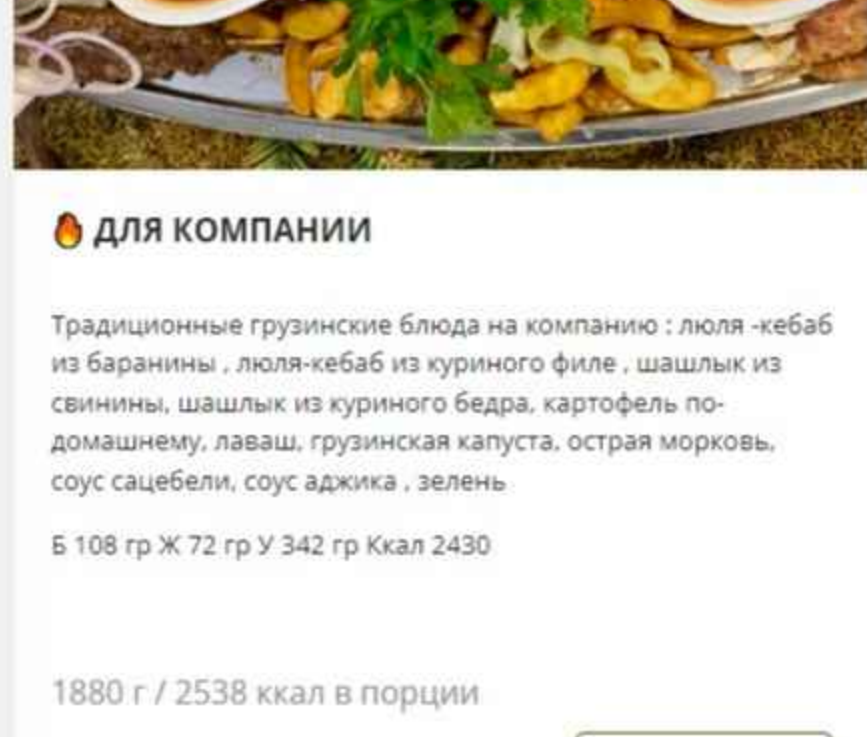 🔥 ДЛЯ КОМПАНИИ
Традиционные грузинские блюда на компанию : люля -кебаб
из баранины , люля-кебаб из куриного филе , шашлык из
свинины, шашлык из куриного бедра, картофель по-
домашнему, лаваш, грузинская капуста, острая морковь,
соус сацебели, соус аджика , зелень
Б 108 гр Ж 72 гр У 342 гр Ккал 2430
1880 г / 2538 ккал в порции